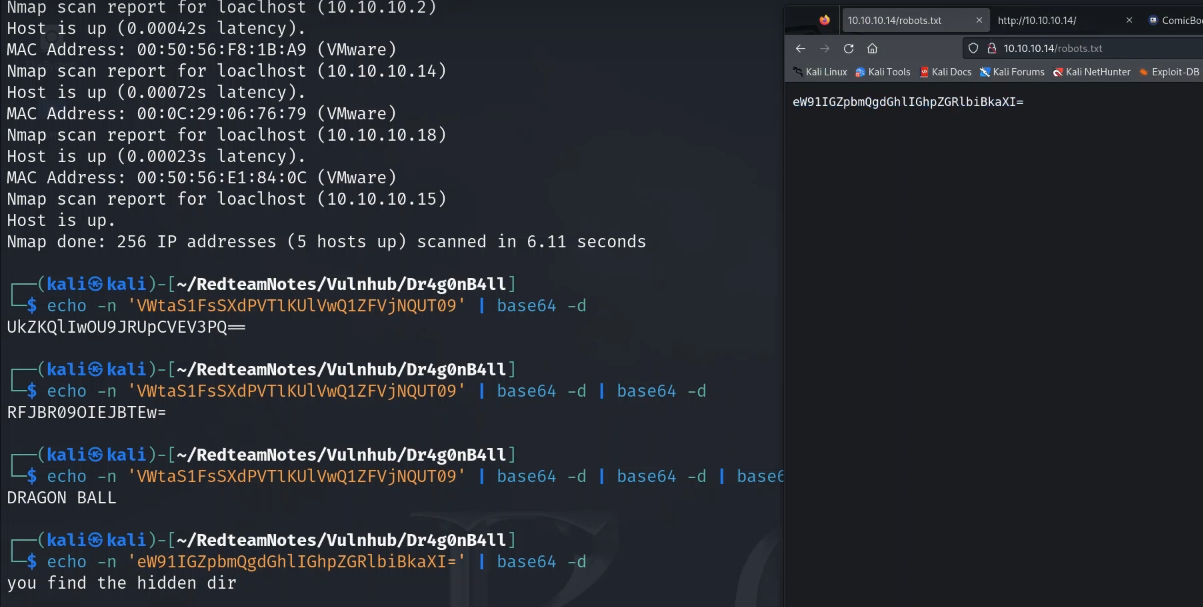 Nmap scan report for loaclhost (10.10.10.2)
Host is up (0.00042s latency).
MAC Address: 00:50:56:F8:1B:A9 (VMware)
Nmap scan report for loaclhost (10.10.10.14)
Host is up (0.00072s latency).
MAC Address: 00:0C:29:06:76:79 (VMware)
Nmap scan report for loaclhost (10.10.10.18)
Host is up (0.00023s latency).
MAC Address: 00:50:56:E1:84:0C (VMware)
Nmap scan report for loaclhost (10.10.10.15)
Host is up.
Nmap done: 256 IP addresses (5 hosts up) scanned in 6.11 seconds
┌──(kali㉿kali)-[~/RedteamNotes/Vulnhub/Dr4g0nB4ll]
└─$ echo -n 'VWtaS1FsSXdPVTlKUlVwQ1ZFVjNQUT09' | base64 -d
UkZKQlIwOU9JRUpCVEV3PQ==
┌──(kali㉿kali)-[~/RedteamNotes/Vulnhub/Dr4g0nB4ll]
└─$ echo -n 'VWtaS1FsSXdPVTlKUlVwQ1ZFVjNQUT09' | base64 -d | base64 -d
RFJBR09OIEJBTEw=
┌──(kali㉿kali)-[~/RedteamNotes/Vulnhub/Dr4g0nB4ll]
└─$ echo -n 'VWtaS1FsSXdPVTlKUlVwQ1ZFVjNQUT09' | base64 -d | base64 -d | base6
DRAGON BALL
┌──(kali㉿kali)-[~/RedteamNotes/Vulnhub/Dr4g0nB4ll]
└─$ echo -n 'eW91IGZpbmQgdGhlIGhpZGRlbiBkaXI=' | base64 -d
you find the hidden dir
10.10.10.14/robots.txt × http://10.10.10.14/ × ComicBoo
10.10.10.14/robots.txt
Kali Linux Kali Tools Kali Docs Kali Forums Kali NetHunter Exploit-DB
eW91IGZpbmQgdGhlIGhpZGRlbiBkaXI=